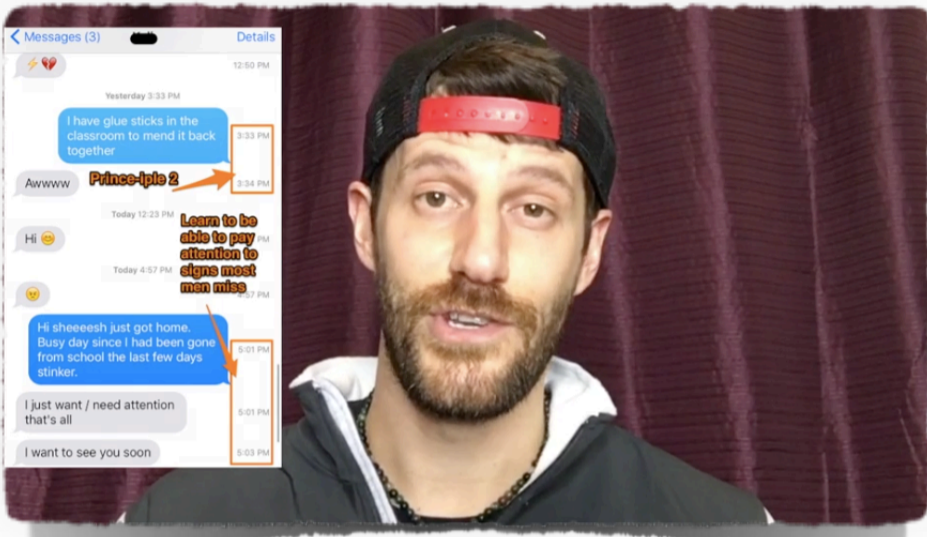 Messages (3)
Details
⚡💔
12:50 PM
Yesterday 3:33 PM
I have glue sticks in the
classroom to mend it back
together
3:33 PM
Awwww
Prince-iple 2
3:34 PM
Today 12:23 PM
Learn to be
able to pay
attention to
signs most
men miss
Hi 😊
PM
Today 4:57 PM
4:57 PM
Hi sheeeesh just got home.
Busy day since I had been gone
from school the last few days
stinker.
5:01 PM
I just want / need attention
that's all
5:01 PM
I want to see you soon
5:03 PM